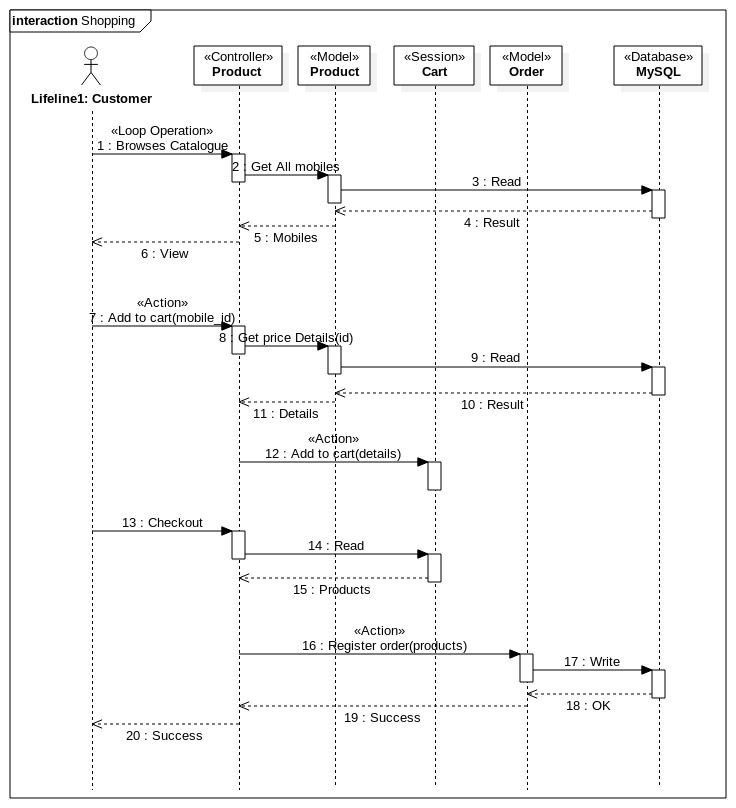 interaction Shopping
«Controller» «Model» «Session» «Model» «Database»
Product Product Cart Order MySQL
Lifeline1: Customer
«Loop Operation»
1 : Browses Catalogue
2 : Get All mobiles
3 : Read
4 : Result
5 : Mobiles
6 : View
«Action»
7 : Add to cart(mobile_id)
8 : Get price Details(id)
9 : Read
10 : Result
11 : Details
«Action»
12 : Add to cart(details)
13 : Checkout
14 : Read
15 : Products
«Action»
16 : Register order(products)
17 : Write
18 : OK
19 : Success
20 : Success